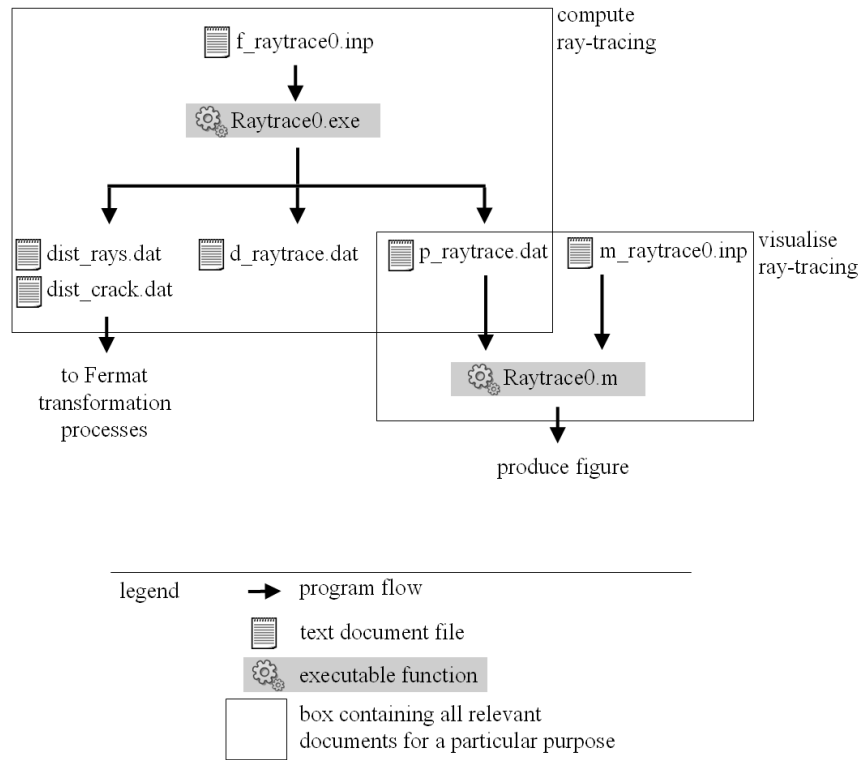 compute
ray-tracing
f_raytrace0.inp
Raytrace0.exe
dist_rays.dat
dist_crack.dat
d_raytrace.dat
p_raytrace.dat
m_raytrace0.inp
visualise
ray-tracing
to Fermat
transformation
processes
Raytrace0.m
produce figure
legend
program flow
text document file
executable function
box containing all relevant
documents for a particular purpose